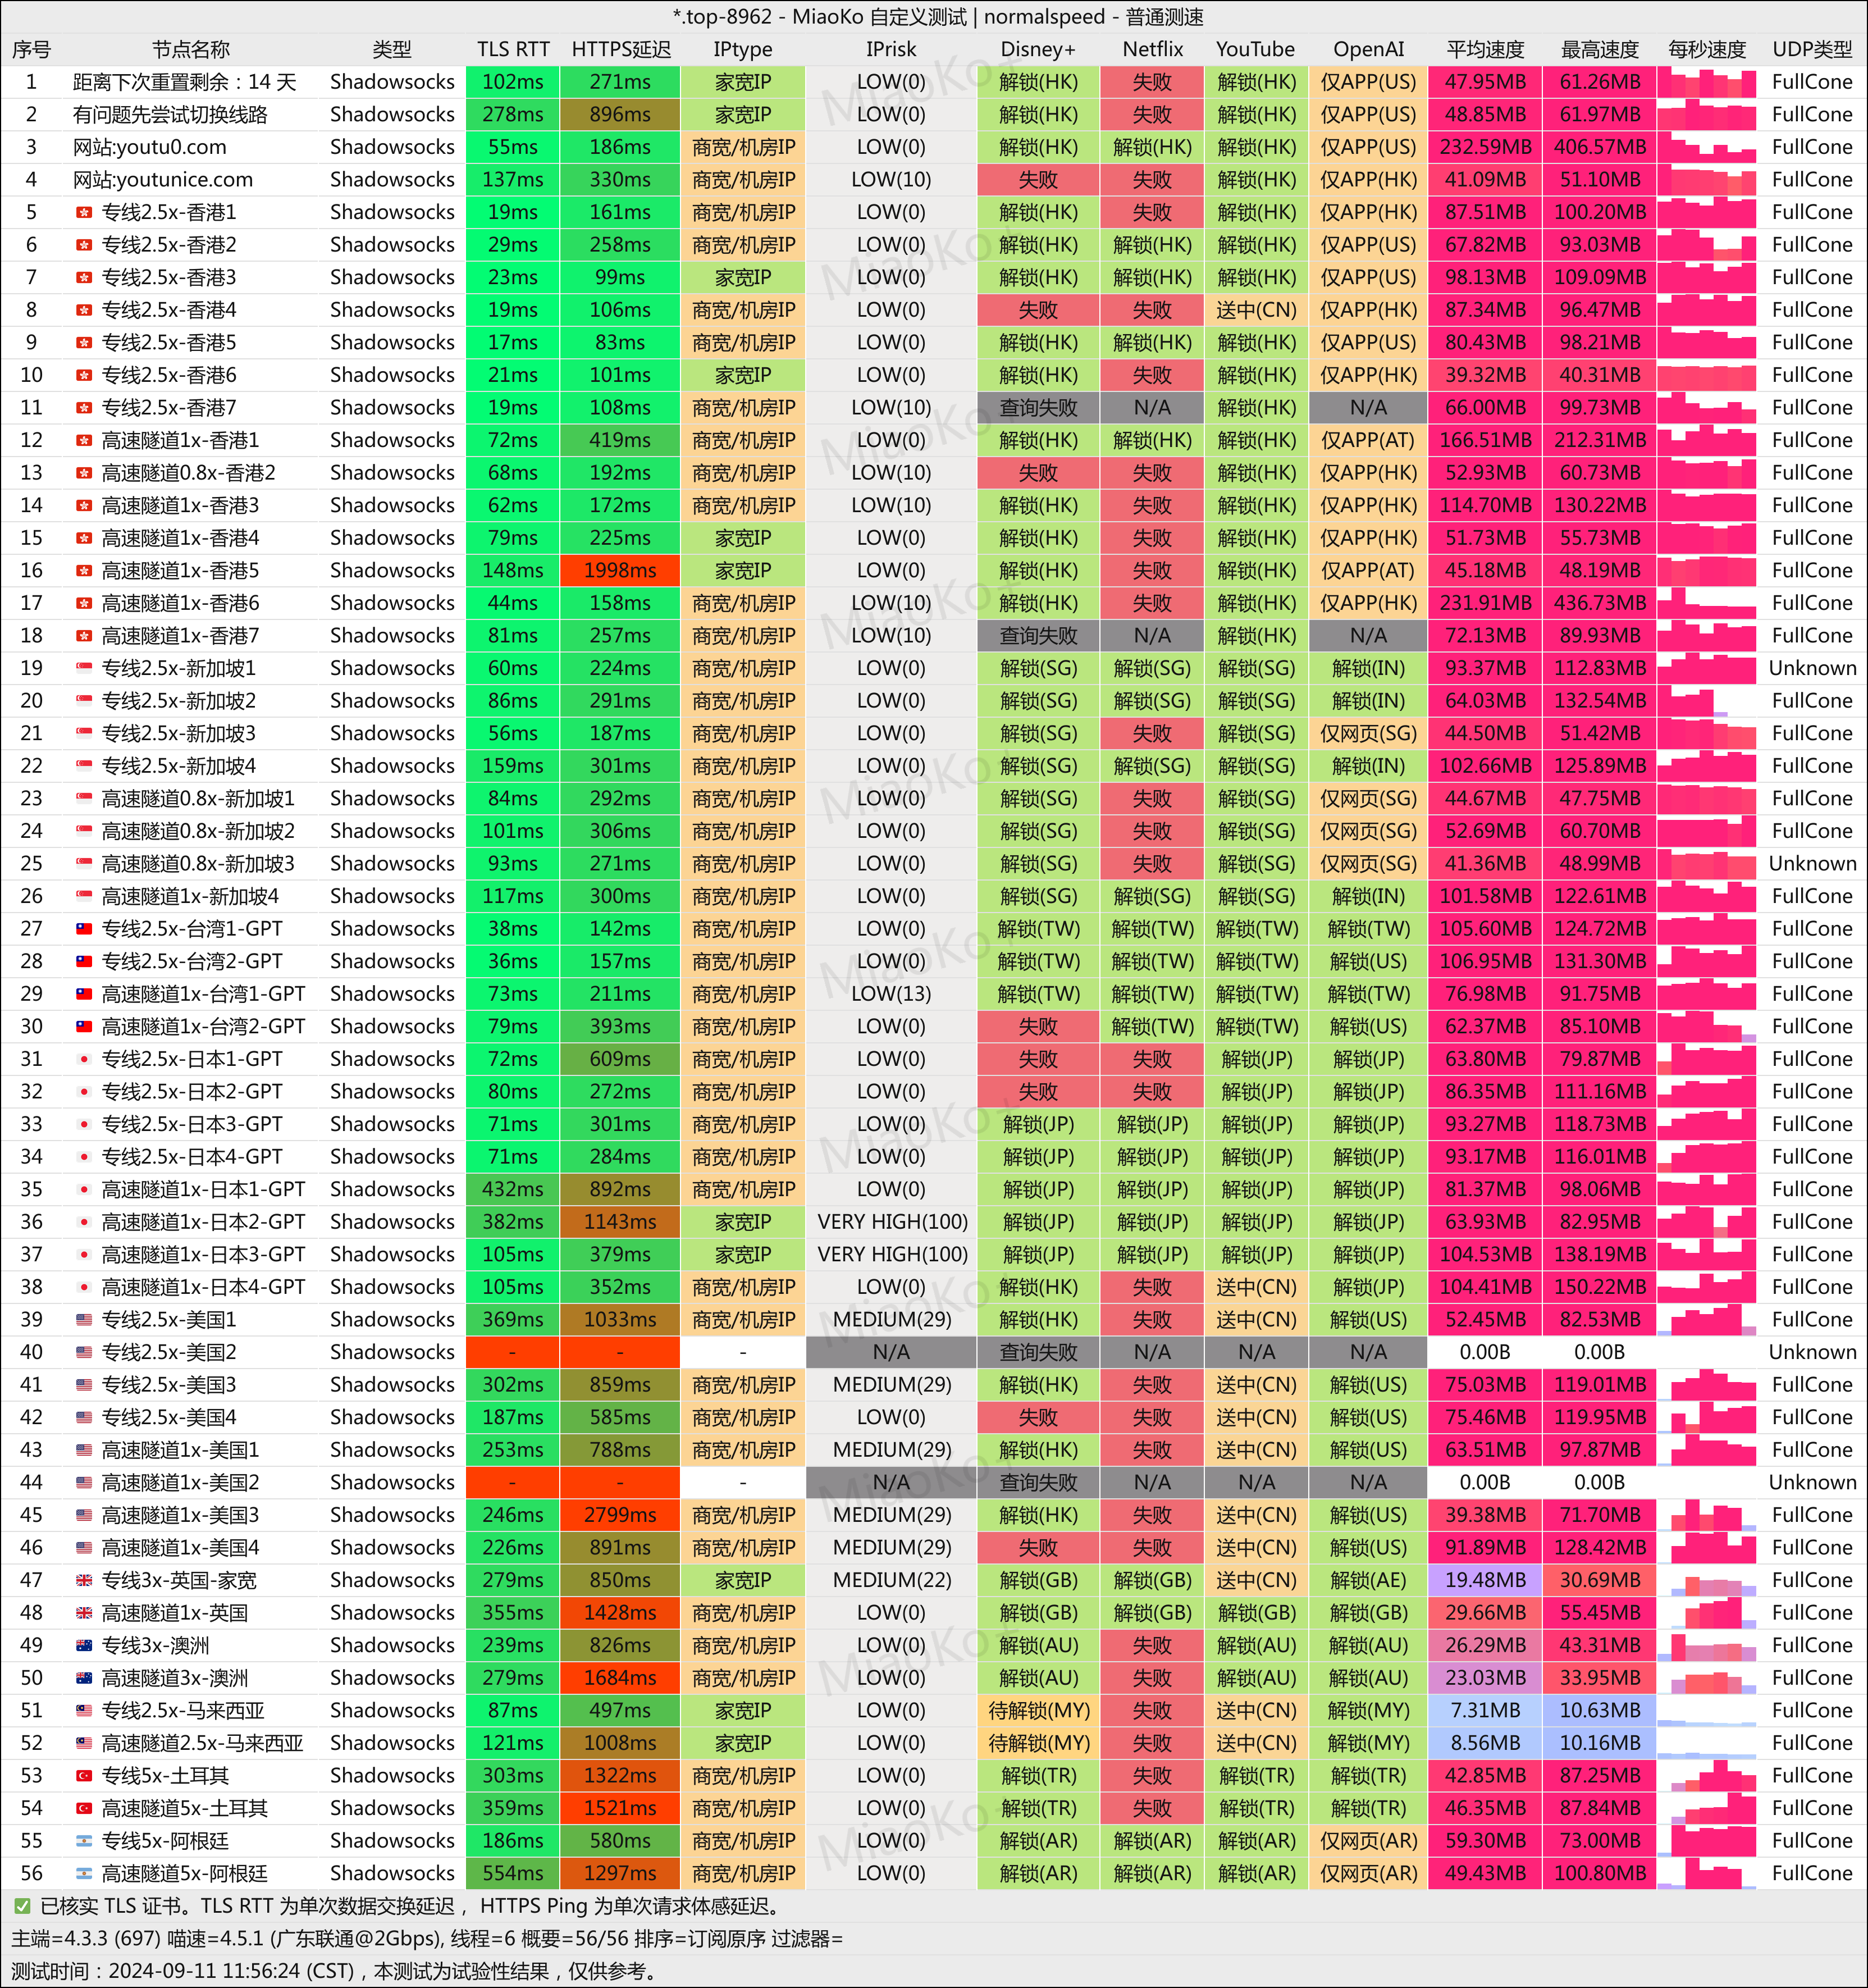 *.top-8962 - MiaoKo 自定义测试 | normalspeed - 普通测速
序号 节点名称 类型 TLS RTT HTTPS延迟 IPtype IPrisk Disney+ Netflix YouTube OpenAI 平均速度 最高速度 每秒速度 UDP类型
1 距离下次重置剩余：14 天 Shadowsocks 102ms 271ms 家宽IP LOW(0) 解锁(HK) 失败 解锁(HK) 仅APP(US) 47.95MB 61.26MB FullCone
2 有问题先尝试切换线路 Shadowsocks 278ms 896ms 家宽IP LOW(0) 解锁(HK) 失败 解锁(HK) 仅APP(US) 48.85MB 61.97MB FullCone
3 网站:youtu0.com Shadowsocks 55ms 186ms 商宽/机房IP LOW(0) 解锁(HK) 解锁(HK) 解锁(HK) 仅APP(US) 232.59MB 406.57MB FullCone
4 网站:youtunice.com Shadowsocks 137ms 330ms 商宽/机房IP LOW(10) 失败 失败 解锁(HK) 仅APP(HK) 41.09MB 51.10MB FullCone
5 专线2.5x-香港1 Shadowsocks 19ms 161ms 商宽/机房IP LOW(0) 解锁(HK) 失败 解锁(HK) 仅APP(HK) 87.51MB 100.20MB FullCone
6 专线2.5x-香港2 Shadowsocks 29ms 258ms 商宽/机房IP LOW(0) 解锁(HK) 解锁(HK) 解锁(HK) 仅APP(US) 67.82MB 93.03MB FullCone
7 专线2.5x-香港3 Shadowsocks 23ms 99ms 家宽IP LOW(0) 解锁(HK) 解锁(HK) 解锁(HK) 仅APP(US) 98.13MB 109.09MB FullCone
8 专线2.5x-香港4 Shadowsocks 19ms 106ms 商宽/机房IP LOW(0) 失败 失败 送中(CN) 仅APP(HK) 87.34MB 96.47MB FullCone
9 专线2.5x-香港5 Shadowsocks 17ms 83ms 商宽/机房IP LOW(0) 解锁(HK) 解锁(HK) 解锁(HK) 仅APP(US) 80.43MB 98.21MB FullCone
10 专线2.5x-香港6 Shadowsocks 21ms 101ms 家宽IP LOW(0) 解锁(HK) 失败 解锁(HK) 仅APP(HK) 39.32MB 40.31MB FullCone
11 专线2.5x-香港7 Shadowsocks 19ms 108ms 商宽/机房IP LOW(10) 查询失败 N/A 解锁(HK) N/A 66.00MB 99.73MB FullCone
12 高速隧道1x-香港1 Shadowsocks 72ms 419ms 商宽/机房IP LOW(0) 解锁(HK) 解锁(HK) 解锁(HK) 仅APP(AT) 166.51MB 212.31MB FullCone
13 高速隧道0.8x-香港2 Shadowsocks 68ms 192ms 商宽/机房IP LOW(10) 失败 失败 解锁(HK) 仅APP(HK) 52.93MB 60.73MB FullCone
14 高速隧道1x-香港3 Shadowsocks 62ms 172ms 商宽/机房IP LOW(10) 解锁(HK) 失败 解锁(HK) 仅APP(HK) 114.70MB 130.22MB FullCone
15 高速隧道1x-香港4 Shadowsocks 79ms 225ms 家宽IP LOW(0) 解锁(HK) 失败 解锁(HK) 仅APP(HK) 51.73MB 55.73MB FullCone
16 高速隧道1x-香港5 Shadowsocks 148ms 1998ms 家宽IP LOW(0) 解锁(HK) 失败 解锁(HK) 仅APP(AT) 45.18MB 48.19MB FullCone
17 高速隧道1x-香港6 Shadowsocks 44ms 158ms 商宽/机房IP LOW(10) 解锁(HK) 失败 解锁(HK) 仅APP(HK) 231.91MB 436.73MB FullCone
18 高速隧道1x-香港7 Shadowsocks 81ms 257ms 商宽/机房IP LOW(10) 查询失败 N/A 解锁(HK) N/A 72.13MB 89.93MB FullCone
19 专线2.5x-新加坡1 Shadowsocks 60ms 224ms 商宽/机房IP LOW(0) 解锁(SG) 解锁(SG) 解锁(SG) 解锁(IN) 93.37MB 112.83MB Unknown
20 专线2.5x-新加坡2 Shadowsocks 86ms 291ms 商宽/机房IP LOW(0) 解锁(SG) 解锁(SG) 解锁(SG) 解锁(IN) 64.03MB 132.54MB FullCone
21 专线2.5x-新加坡3 Shadowsocks 56ms 187ms 商宽/机房IP LOW(0) 解锁(SG) 失败 解锁(SG) 仅网页(SG) 44.50MB 51.42MB FullCone
22 专线2.5x-新加坡4 Shadowsocks 159ms 301ms 商宽/机房IP LOW(0) 解锁(SG) 解锁(SG) 解锁(SG) 解锁(IN) 102.66MB 125.89MB FullCone
23 高速隧道0.8x-新加坡1 Shadowsocks 84ms 292ms 商宽/机房IP LOW(0) 解锁(SG) 失败 解锁(SG) 仅网页(SG) 44.67MB 47.75MB FullCone
24 高速隧道0.8x-新加坡2 Shadowsocks 101ms 306ms 商宽/机房IP LOW(0) 解锁(SG) 失败 解锁(SG) 仅网页(SG) 52.69MB 60.70MB FullCone
25 高速隧道0.8x-新加坡3 Shadowsocks 93ms 271ms 商宽/机房IP LOW(0) 解锁(SG) 失败 解锁(SG) 仅网页(SG) 41.36MB 48.99MB Unknown
26 高速隧道1x-新加坡4 Shadowsocks 117ms 300ms 商宽/机房IP LOW(0) 解锁(SG) 解锁(SG) 解锁(SG) 解锁(IN) 101.58MB 122.61MB FullCone
27 专线2.5x-台湾1-GPT Shadowsocks 38ms 142ms 商宽/机房IP LOW(0) 解锁(TW) 解锁(TW) 解锁(TW) 解锁(TW) 105.60MB 124.72MB FullCone
28 专线2.5x-台湾2-GPT Shadowsocks 36ms 157ms 商宽/机房IP LOW(0) 解锁(TW) 解锁(TW) 解锁(TW) 解锁(US) 106.95MB 131.30MB FullCone
29 高速隧道1x-台湾1-GPT Shadowsocks 73ms 211ms 商宽/机房IP LOW(13) 解锁(TW) 解锁(TW) 解锁(TW) 解锁(TW) 76.98MB 91.75MB FullCone
30 高速隧道1x-台湾2-GPT Shadowsocks 79ms 393ms 商宽/机房IP LOW(0) 失败 解锁(TW) 解锁(TW) 解锁(US) 62.37MB 85.10MB FullCone
31 专线2.5x-日本1-GPT Shadowsocks 72ms 609ms 商宽/机房IP LOW(0) 失败 失败 解锁(JP) 解锁(JP) 63.80MB 79.87MB FullCone
32 专线2.5x-日本2-GPT Shadowsocks 80ms 272ms 商宽/机房IP LOW(0) 失败 失败 解锁(JP) 解锁(JP) 86.35MB 111.16MB FullCone
33 专线2.5x-日本3-GPT Shadowsocks 71ms 301ms 商宽/机房IP LOW(0) 解锁(JP) 解锁(JP) 解锁(JP) 解锁(JP) 93.27MB 118.73MB FullCone
34 专线2.5x-日本4-GPT Shadowsocks 71ms 284ms 商宽/机房IP LOW(0) 解锁(JP) 解锁(JP) 解锁(JP) 解锁(JP) 93.17MB 116.01MB FullCone
35 高速隧道1x-日本1-GPT Shadowsocks 432ms 892ms 商宽/机房IP LOW(0) 解锁(JP) 解锁(JP) 解锁(JP) 解锁(JP) 81.37MB 98.06MB FullCone
36 高速隧道1x-日本2-GPT Shadowsocks 382ms 1143ms 家宽IP VERY HIGH(100) 解锁(JP) 解锁(JP) 解锁(JP) 解锁(JP) 63.93MB 82.95MB FullCone
37 高速隧道1x-日本3-GPT Shadowsocks 105ms 379ms 家宽IP VERY HIGH(100) 解锁(JP) 解锁(JP) 解锁(JP) 解锁(JP) 104.53MB 138.19MB FullCone
38 高速隧道1x-日本4-GPT Shadowsocks 105ms 352ms 商宽/机房IP LOW(0) 解锁(HK) 失败 送中(CN) 解锁(JP) 104.41MB 150.22MB FullCone
39 专线2.5x-美国1 Shadowsocks 369ms 1033ms 商宽/机房IP MEDIUM(29) 解锁(HK) 失败 送中(CN) 解锁(US) 52.45MB 82.53MB FullCone
40 专线2.5x-美国2 Shadowsocks - - - N/A 查询失败 N/A N/A N/A 0.00B 0.00B Unknown
41 专线2.5x-美国3 Shadowsocks 302ms 859ms 商宽/机房IP MEDIUM(29) 解锁(HK) 失败 送中(CN) 解锁(US) 75.03MB 119.01MB FullCone
42 专线2.5x-美国4 Shadowsocks 187ms 585ms 商宽/机房IP LOW(0) 失败 失败 送中(CN) 解锁(US) 75.46MB 119.95MB FullCone
43 高速隧道1x-美国1 Shadowsocks 253ms 788ms 商宽/机房IP MEDIUM(29) 解锁(HK) 失败 送中(CN) 解锁(US) 63.51MB 97.87MB FullCone
44 高速隧道1x-美国2 Shadowsocks - - - N/A 查询失败 N/A N/A N/A 0.00B 0.00B Unknown
45 高速隧道1x-美国3 Shadowsocks 246ms 2799ms 商宽/机房IP MEDIUM(29) 解锁(HK) 失败 送中(CN) 解锁(US) 39.38MB 71.70MB FullCone
46 高速隧道1x-美国4 Shadowsocks 226ms 891ms 商宽/机房IP MEDIUM(29) 失败 失败 送中(CN) 解锁(US) 91.89MB 128.42MB FullCone
47 专线3x-英国-家宽 Shadowsocks 279ms 850ms 家宽IP MEDIUM(22) 解锁(GB) 解锁(GB) 送中(CN) 解锁(AE) 19.48MB 30.69MB FullCone
48 高速隧道1x-英国 Shadowsocks 355ms 1428ms 商宽/机房IP LOW(0) 解锁(GB) 解锁(GB) 解锁(GB) 解锁(GB) 29.66MB 55.45MB FullCone
49 专线3x-澳洲 Shadowsocks 239ms 826ms 商宽/机房IP LOW(0) 解锁(AU) 失败 解锁(AU) 解锁(AU) 26.29MB 43.31MB FullCone
50 高速隧道3x-澳洲 Shadowsocks 279ms 1684ms 商宽/机房IP LOW(0) 解锁(AU) 失败 解锁(AU) 解锁(AU) 23.03MB 33.95MB FullCone
51 专线2.5x-马来西亚 Shadowsocks 87ms 497ms 家宽IP LOW(0) 待解锁(MY) 失败 送中(CN) 解锁(MY) 7.31MB 10.63MB FullCone
52 高速隧道2.5x-马来西亚 Shadowsocks 121ms 1008ms 家宽IP LOW(0) 待解锁(MY) 失败 送中(CN) 解锁(MY) 8.56MB 10.16MB FullCone
53 专线5x-土耳其 Shadowsocks 303ms 1322ms 商宽/机房IP LOW(0) 解锁(TR) 失败 解锁(TR) 解锁(TR) 42.85MB 87.25MB FullCone
54 高速隧道5x-土耳其 Shadowsocks 359ms 1521ms 商宽/机房IP LOW(0) 解锁(TR) 失败 解锁(TR) 解锁(TR) 46.35MB 87.84MB FullCone
55 专线5x-阿根廷 Shadowsocks 186ms 580ms 商宽/机房IP LOW(0) 解锁(AR) 解锁(AR) 解锁(AR) 仅网页(AR) 59.30MB 73.00MB FullCone
56 高速隧道5x-阿根廷 Shadowsocks 554ms 1297ms 商宽/机房IP LOW(0) 解锁(AR) 解锁(AR) 解锁(AR) 仅网页(AR) 49.43MB 100.80MB FullCone
✅ 已核实 TLS 证书。TLS RTT 为单次数据交换延迟， HTTPS Ping 为单次请求体感延迟。
主端=4.3.3 (697) 喵速=4.5.1 (广东联通@2Gbps), 线程=6 概要=56/56 排序=订阅原序 过滤器=
测试时间：2024-09-11 11:56:24 (CST)，本测试为试验性结果，仅供参考。